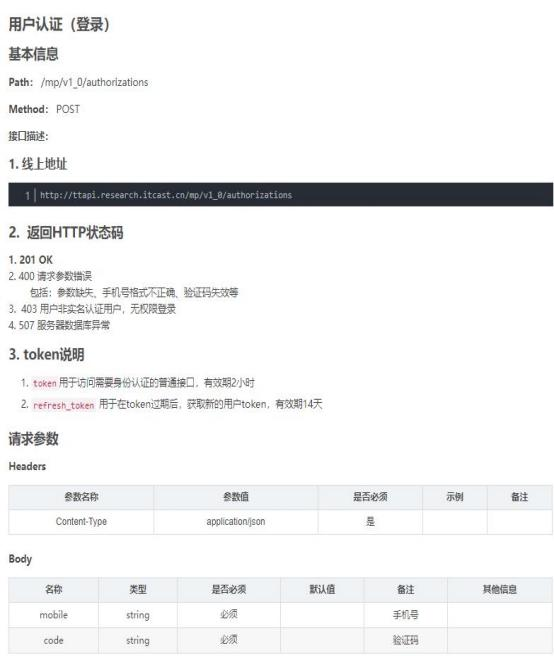 用户认证（登录）
基本信息
Path： /mp/v1_0/authorizations
Method： POST
接口描述：
1. 线上地址
1 http://ttapi.research.itcast.cn/mp/v1_0/authorizations
2. 返回HTTP状态码
1. 201 OK
2. 400 请求参数错误
包括：参数缺失、手机号格式不正确、验证码失效等
3. 403 用户非实名认证用户，无权限登录
4. 507 服务器数据库异常
3. token说明
1. token 用于访问需要身份认证的普通接口，有效期2小时
2. refresh_token 用于在token过期后，获取新的用户token，有效期14天
请求参数
Headers
参数名称 参数值 是否必须 示例 备注
Content-Type application/json 是
Body
名称 类型 是否必须 默认值 备注 其他信息
mobile string 必须 手机号
code string 必须 验证码